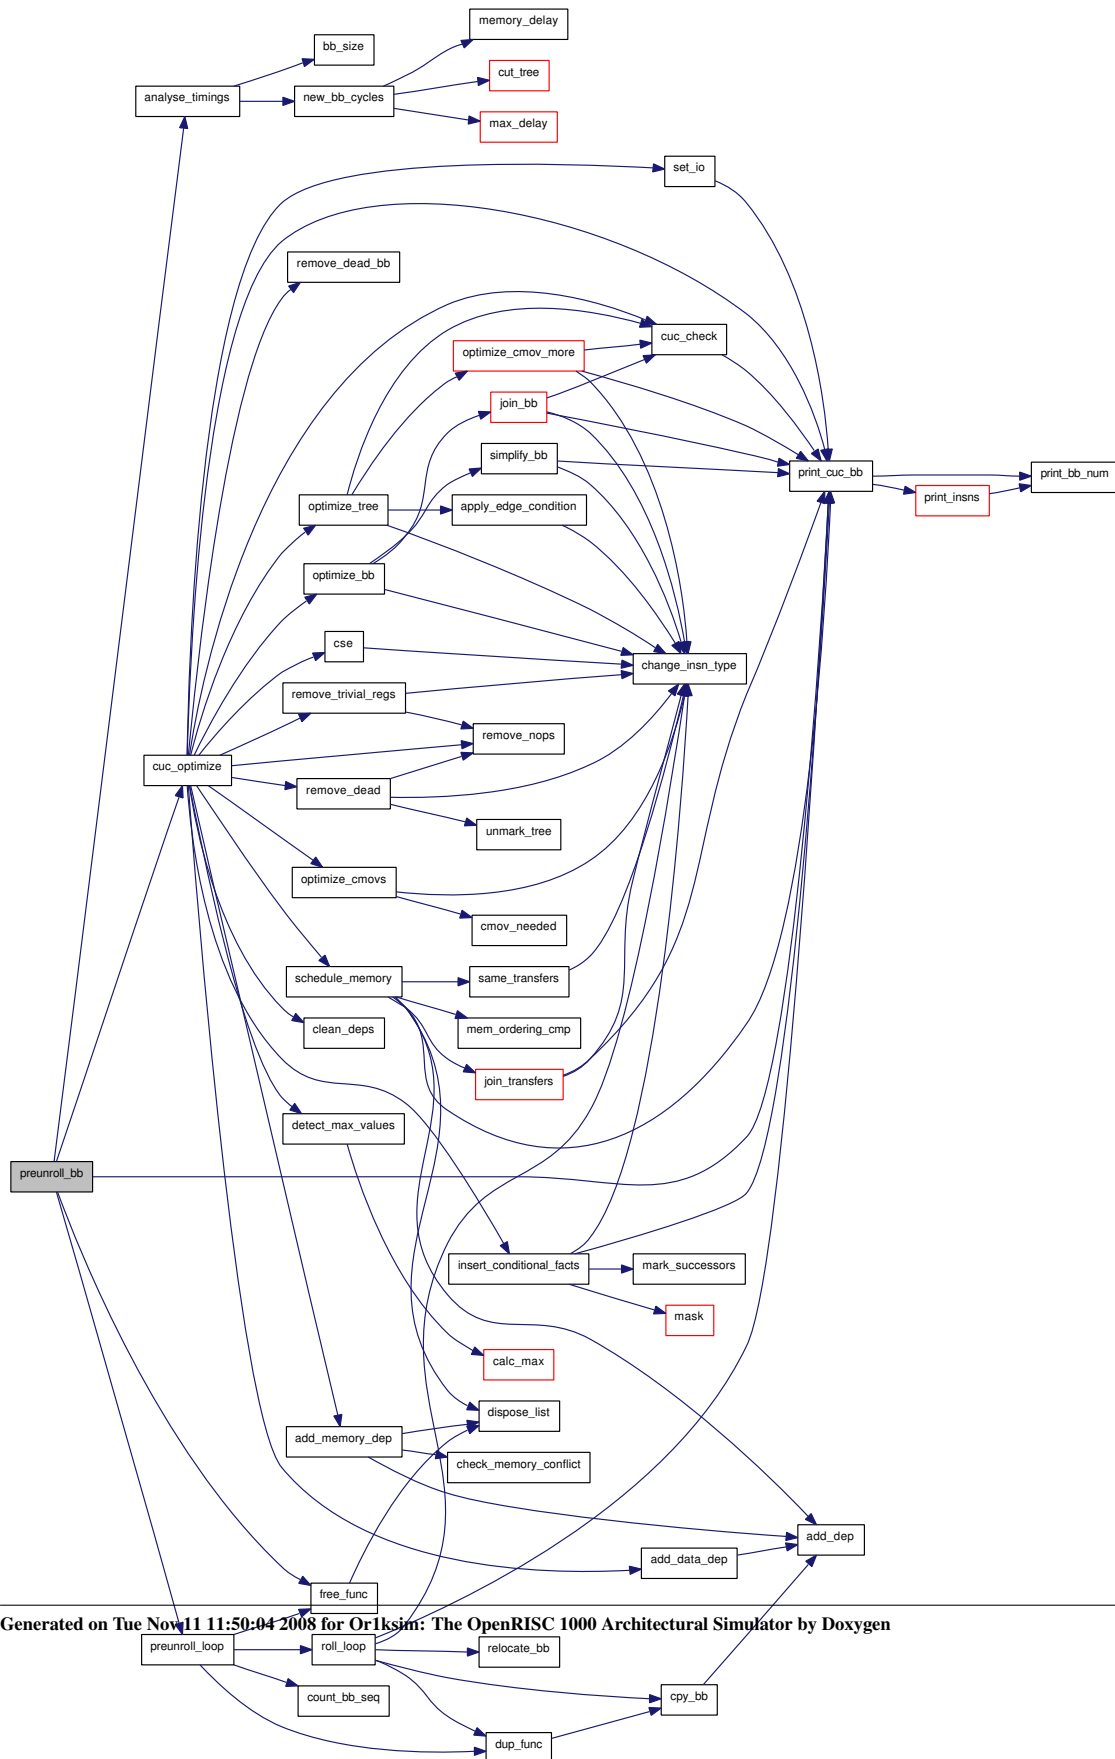 memory_delay
bb_size
cut_tree
analyse_timings
new_bb_cycles
max_delay
set_io
remove_dead_bb
cuc_check
optimize_cmov_more
join_bb
simplify_bb
print_cuc_bb
print_bb_num
print_insns
optimize_tree
apply_edge_condition
optimize_bb
cse
change_insn_type
remove_trivial_regs
remove_nops
cuc_optimize
remove_dead
unmark_tree
optimize_cmovs
cmov_needed
schedule_memory
same_transfers
clean_deps
mem_ordering_cmp
join_transfers
detect_max_values
preunroll_bb
insert_conditional_facts
mark_successors
mask
calc_max
dispose_list
add_memory_dep
check_memory_conflict
add_dep
add_data_dep
free_func
Generated on Tue Nov 11 11:50:04 2008 for Or1ksim: The OpenRISC 1000 Architectural Simulator by Doxygen
preunroll_loop
roll_loop
relocate_bb
count_bb_seq
cpy_bb
dup_func